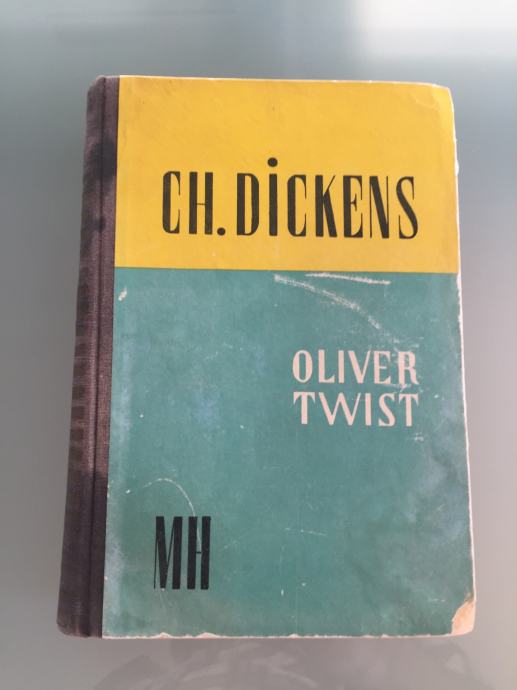 CH. DiCKENS
OLIVER
TWIST
MH